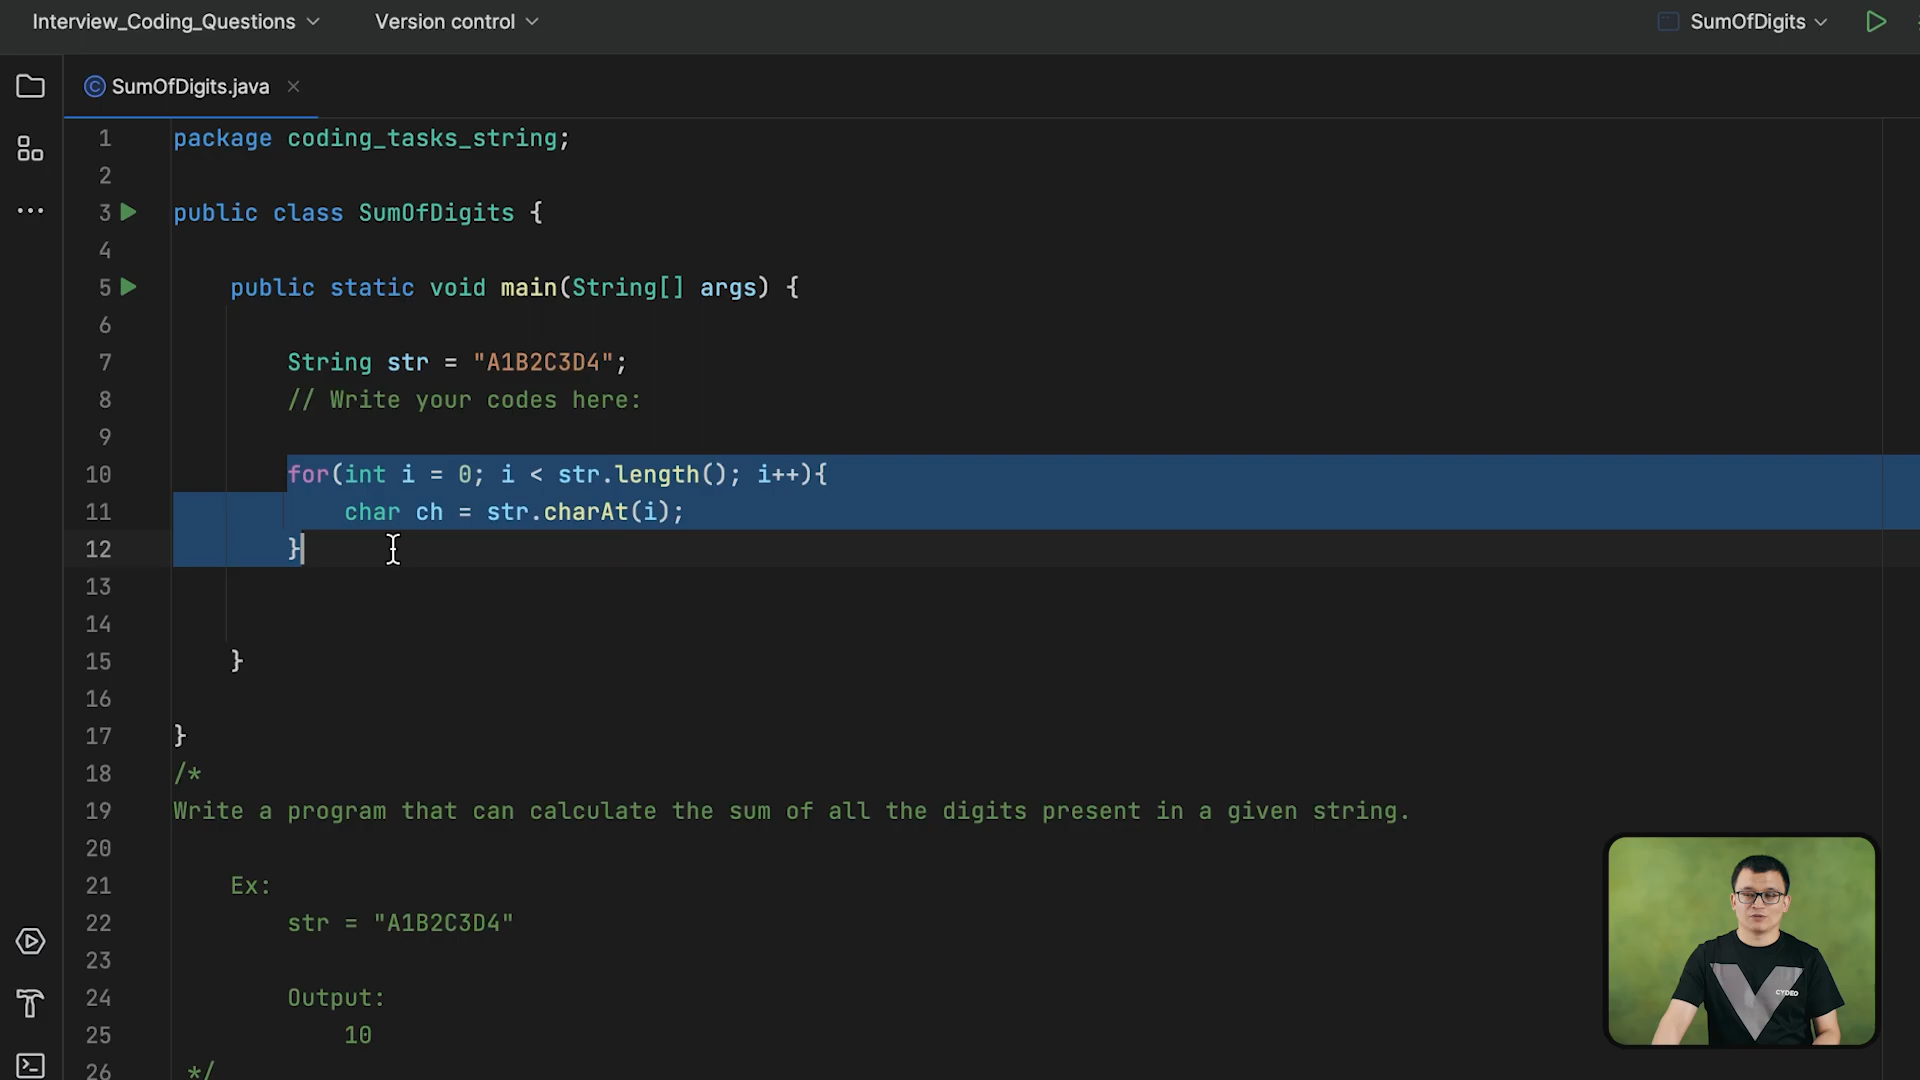 Interview_Coding_Questions Version control SumOfDigits
SumOfDigits.java
1 package coding_tasks_string;
2
3 public class SumOfDigits {
4
5 public static void main(String[] args) {
6
7 String str = "A1B2C3D4";
8 // Write your codes here:
9
10 for(int i = 0; i < str.length(); i++){
11 char ch = str.charAt(i);
12 }
13
14
15 }
16
17 }
18 /*
19 Write a program that can calculate the sum of all the digits present in a given string.
20
21 Ex:
22 str = "A1B2C3D4"
23
24 Output:
25 10
26 */
CYDEO